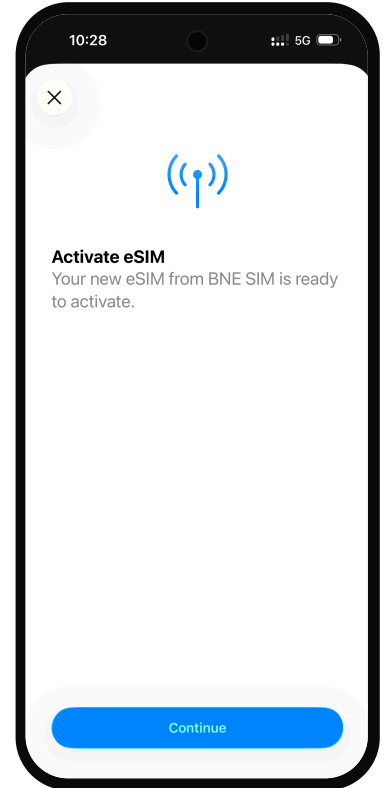 10:28
5G
Activate eSIM
Your new eSIM from BNE SIM is ready
to activate.
Continue